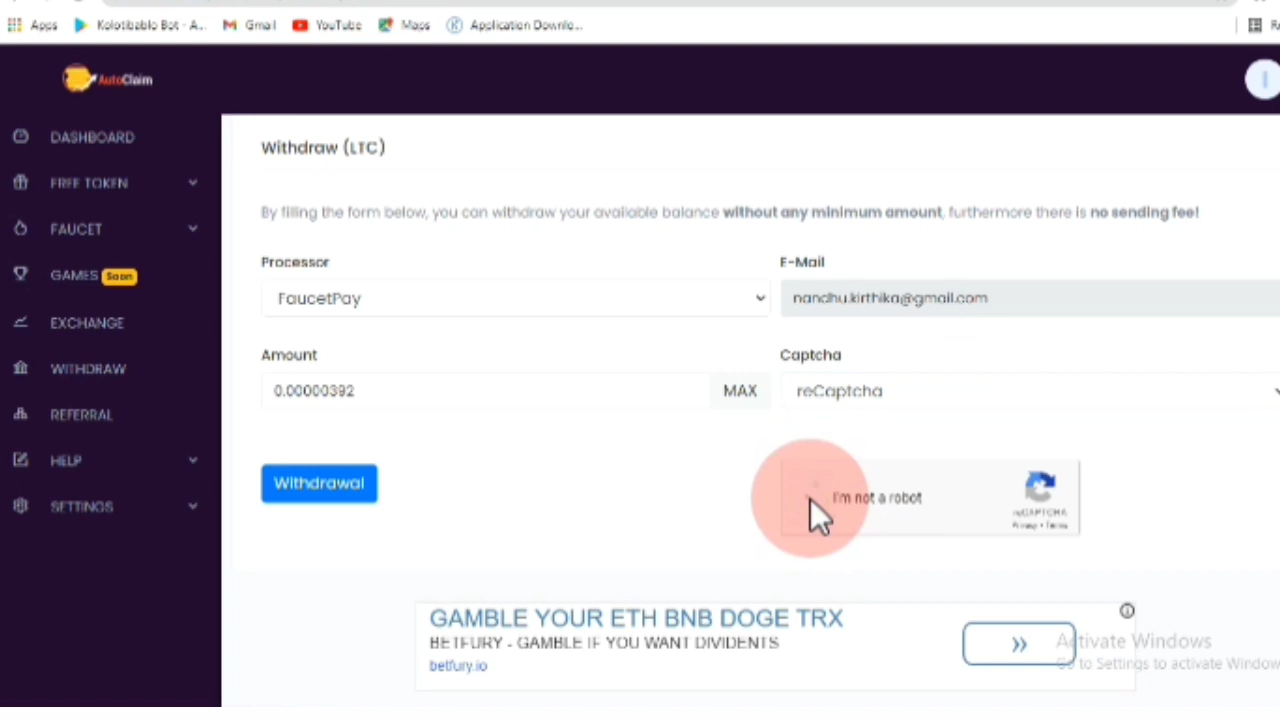 Apps
Kolotibablo Bot - A...
Gmail
YouTube
Maps
Application Downlo...
AutoClaim
DASHBOARD
FREE TOKEN
FAUCET
GAMES Soon
EXCHANGE
WITHDRAW
REFERRAL
HELP
SETTINGS
Withdraw (LTC)
By filling the form below, you can withdraw your available balance without any minimum amount, furthermore there is no sending fee!
Processor
E-Mail
FaucetPay
nandhu.kirthika@gmail.com
Amount
Captcha
0.00000392
MAX
reCaptcha
Withdrawal
I'm not a robot
reCAPTCHA
Privacy • Terms
GAMBLE YOUR ETH BNB DOGE TRX
BETFURY - GAMBLE IF YOU WANT DIVIDENTS
betfury.io
Activate Windows
Go to Settings to activate Window